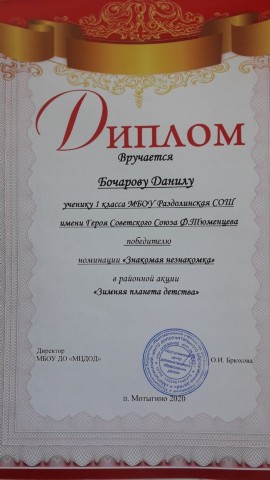 Диплом
Вручается
Бочарову Данилу
ученику 1 класса МБОУ Раздолинская СОШ
имени Героя Советского Союза Ф.Тюменцева
победителю
номинации «Знакомая незнакомка»
в районной акции
«Зимняя планета детства»
Директор
МБОУ ДО «МЦДОД»
О.И. Брюхова
п. Мотыгино 2020